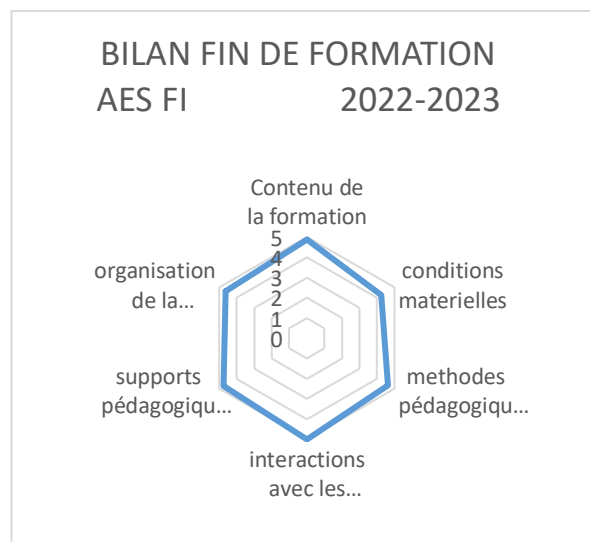 BILAN FIN DE FORMATION
AES FI 2022-2023
Contenu de
la formation
5
4
3
2
1
0
conditions
materielles
methodes
pédagogiqu…
interactions
avec les…
supports
pédagogiqu…
organisation
de la…